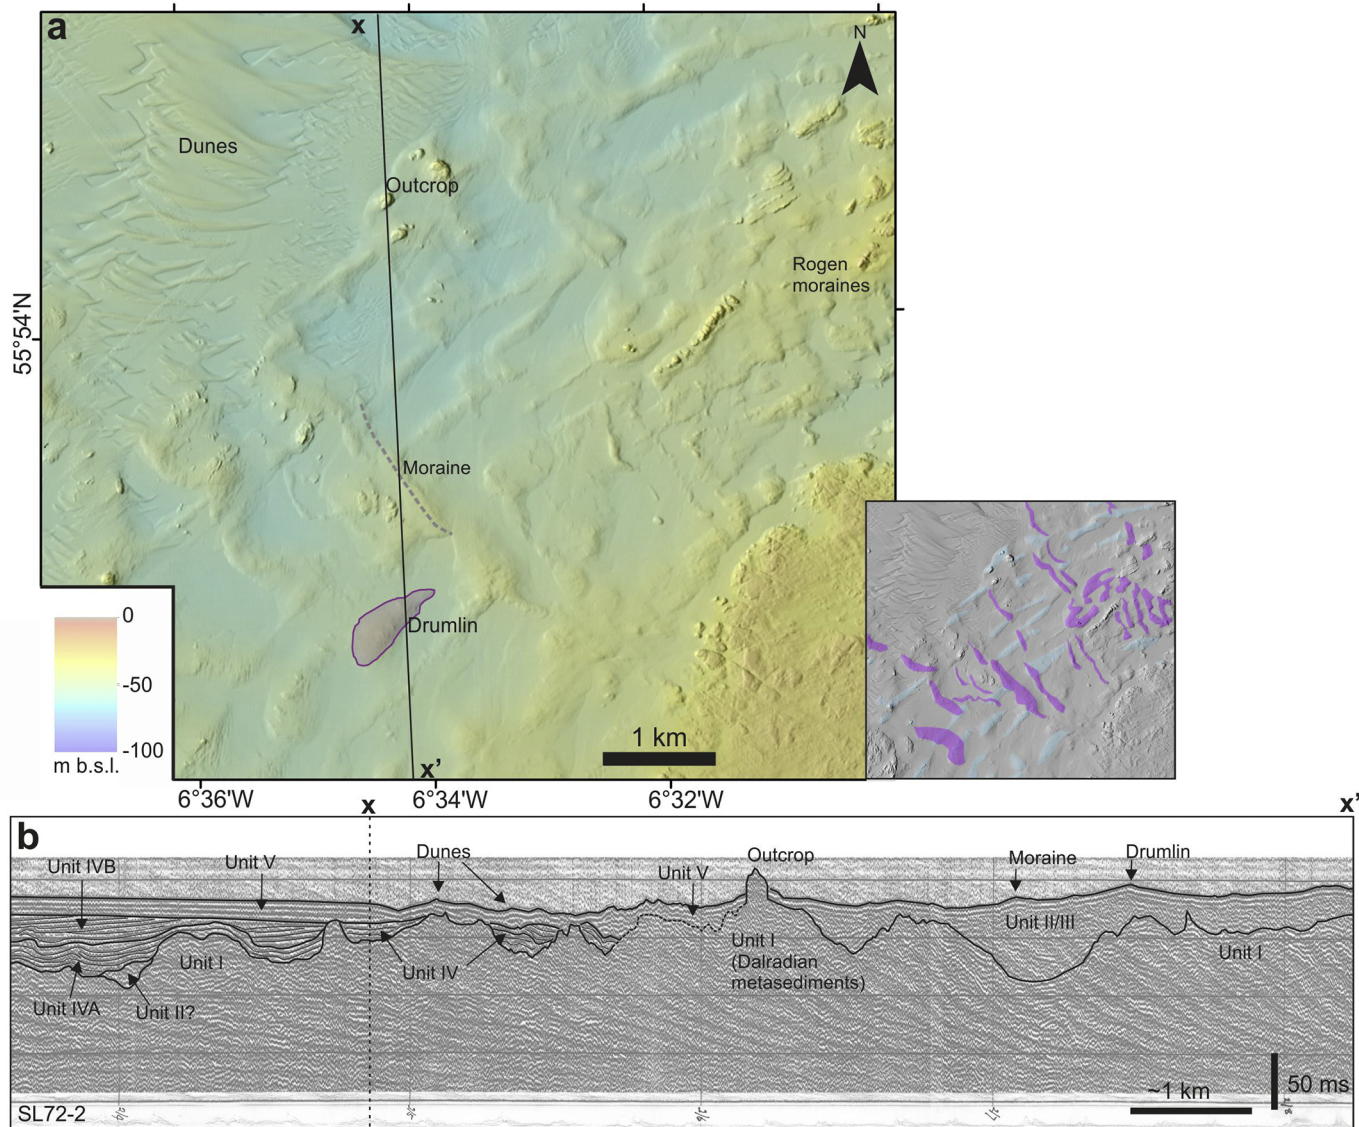 a
x
N
Dunes
Outcrop
Rogen
moraines
55°54'N
Moraine
Drumlin
0
-50
-100
m b.s.l.
1 km
x’
6°36'W
6°34'W
6°32'W
x
x’
b
Unit IVB
Unit V
Dunes
Unit V
Outcrop
Moraine
Drumlin
Unit II/III
Unit I
Unit I
(Dalradian
metasediments)
Unit I
Unit IV
Unit IVA
Unit II?
~1 km
50 ms
SL72-2